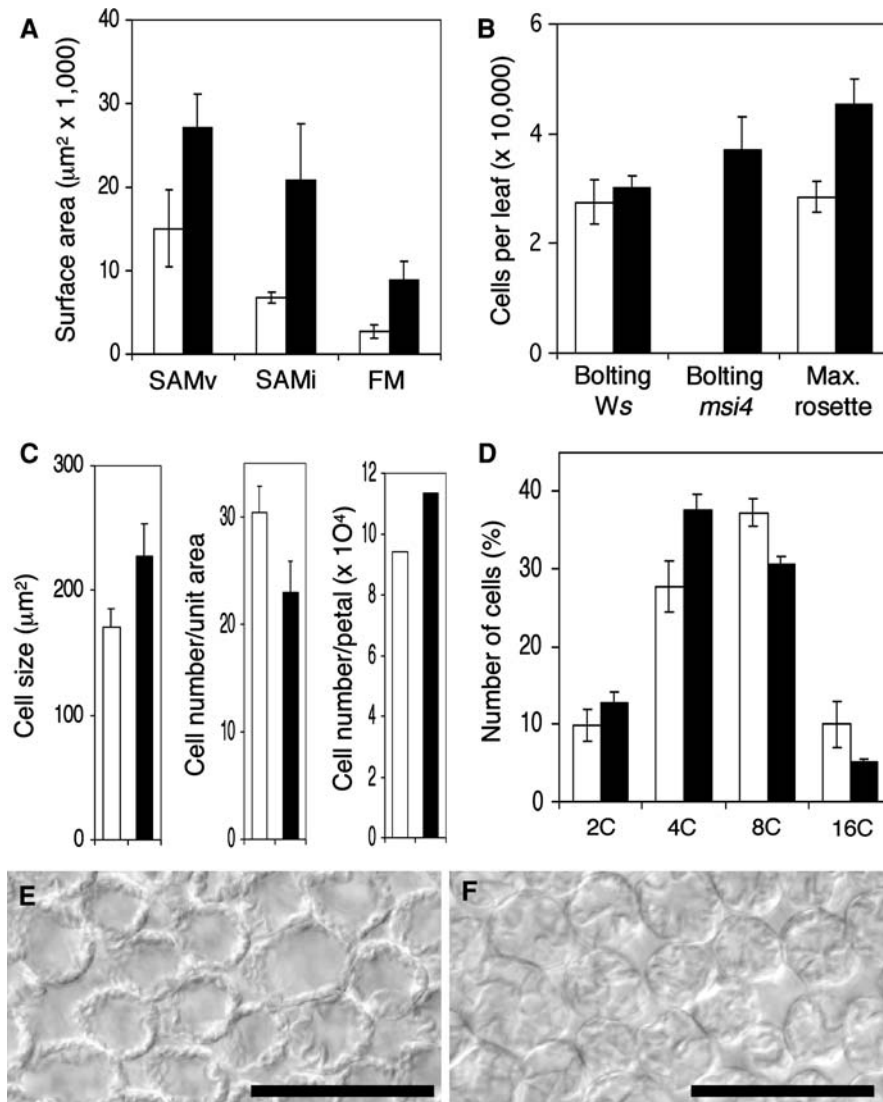 A
Surface area (μm² x 1,000)
40
30
20
10
0
SAMv SAMi FM
B
Cells per leaf (x 10,000)
6
4
2
0
Bolting Ws
Bolting msi4
Max. rosette
C
Cell size (μm²)
300
200
100
0
Cell number/unit area
30
20
10
0
Cell number/petal (x 10⁴)
12
10
8
6
4
2
0
D
Number of cells (%)
40
30
20
10
0
2C 4C 8C 16C
E
F